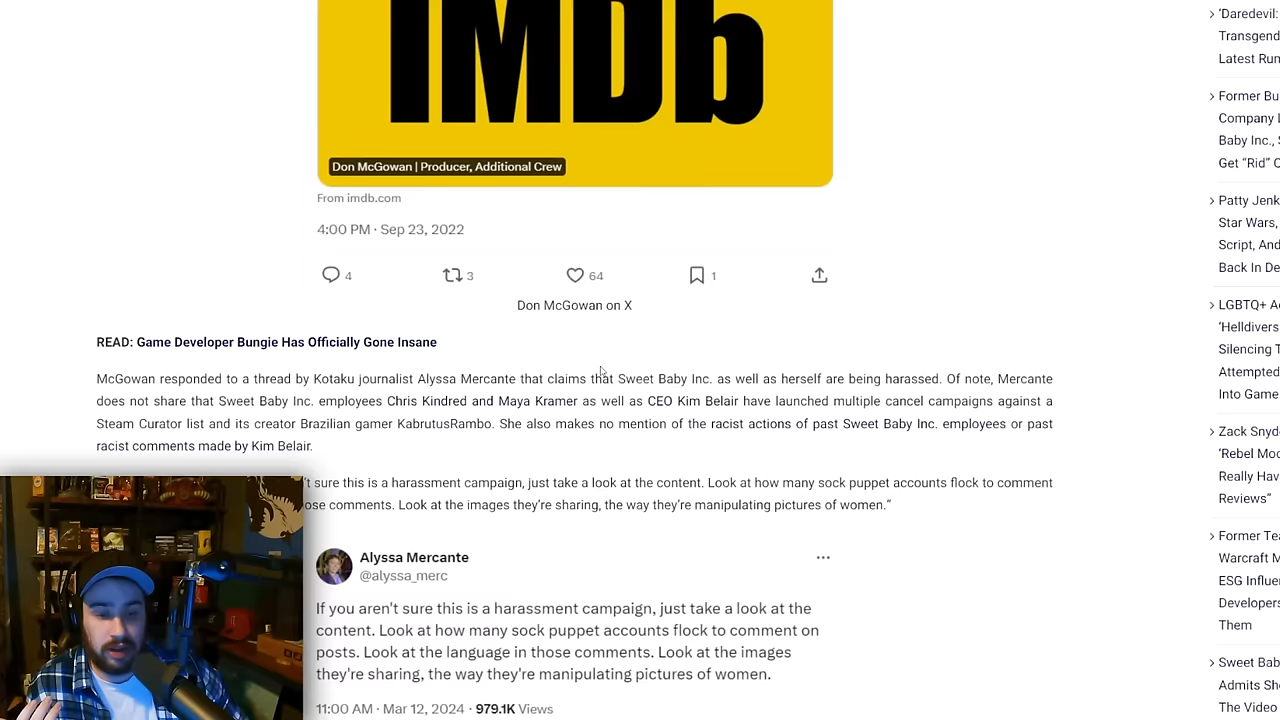 IMDb
Don McGowan | Producer, Additional Crew
From imdb.com
4:00 PM · Sep 23, 2022
4 3 64 1
Don McGowan on X
READ: Game Developer Bungie Has Officially Gone Insane
McGowan responded to a thread by Kotaku journalist Alyssa Mercante that claims that Sweet Baby Inc. as well as herself are being harassed. Of note, Mercante
does not share that Sweet Baby Inc. employees Chris Kindred and Maya Kramer as well as CEO Kim Belair have launched multiple cancel campaigns against a
Steam Curator list and its creator Brazilian gamer KabrutusRambo. She also makes no mention of the racist actions of past Sweet Baby Inc. employees or past
racist comments made by Kim Belair.
't sure this is a harassment campaign, just take a look at the content. Look at how many sock puppet accounts flock to comment
ose comments. Look at the images they're sharing, the way they're manipulating pictures of women."
Alyssa Mercante
@alyssa_merc
If you aren't sure this is a harassment campaign, just take a look at the
content. Look at how many sock puppet accounts flock to comment on
posts. Look at the language in those comments. Look at the images
they're sharing, the way they're manipulating pictures of women.
11:00 AM · Mar 12, 2024 · 979.1K Views
'Daredevil:
Transgend
Latest Run
Former Bu
Company L
Baby Inc., S
Get "Rid" O
Patty Jenk
Star Wars,
Script, And
Back In De
LGBTQ+ A
'Helldivers
Silencing T
Attempted
Into Game
Zack Snyd
'Rebel Moo
Really Hav
Reviews"
Former Te
Warcraft M
ESG Influe
Developers
Them
Sweet Bab
Admits Sh
The Video